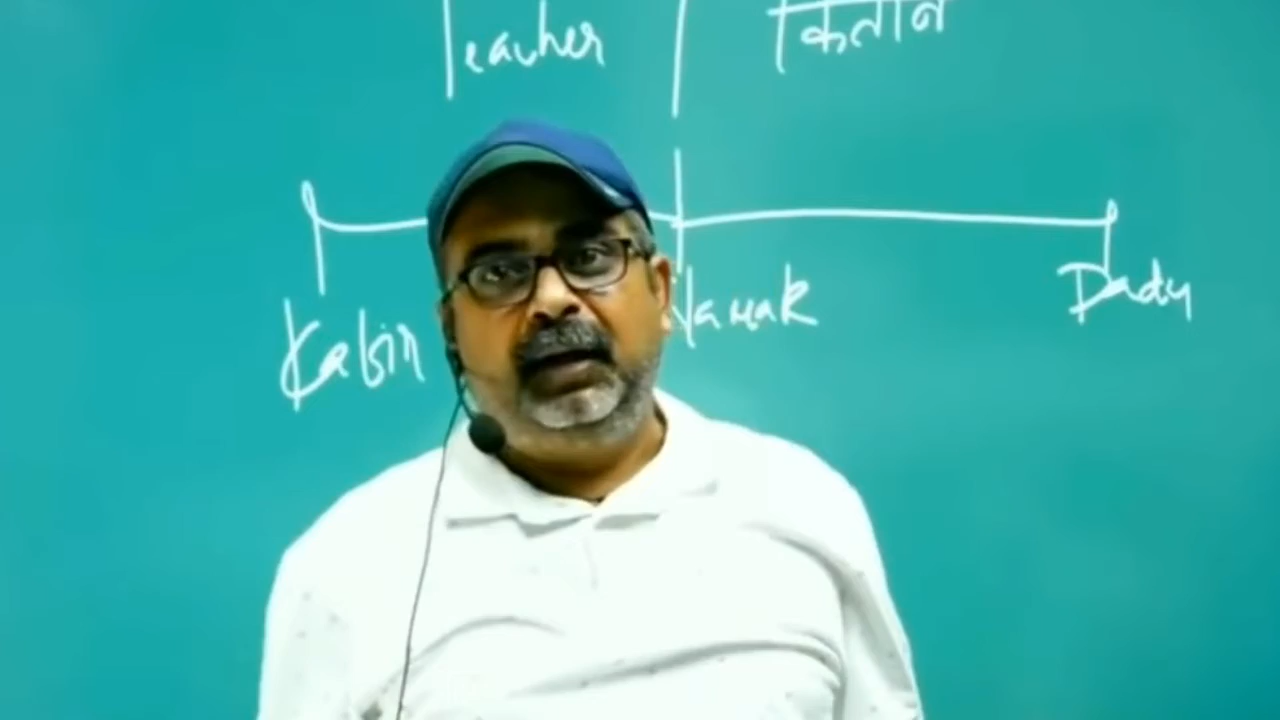 Teacher किताब
Kabir Nanak Dadu